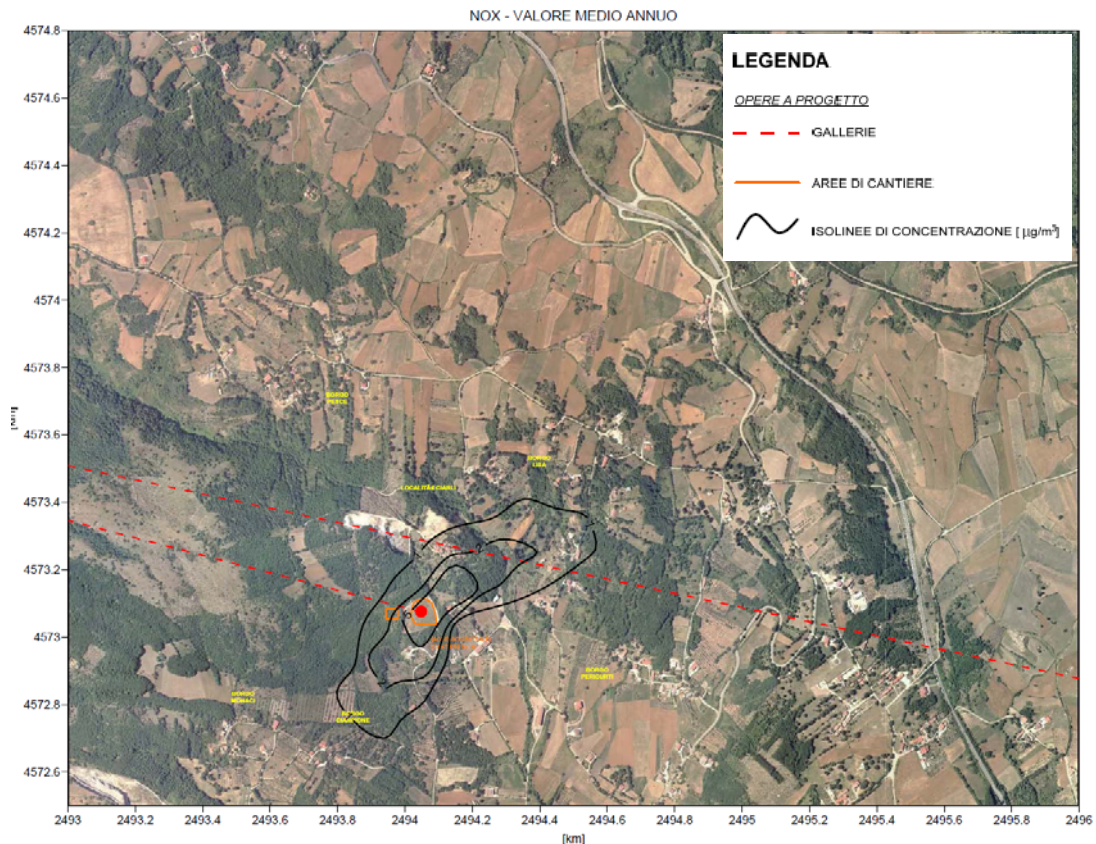 NOX - VALORE MEDIO ANNUO
LEGENDA
OPERE A PROGETTO
GALLERIE
AREE DI CANTIERE
ISOLINEE DI CONCENTRAZIONE [ µg/m³]
4574.8
4574.6
4574.4
4574.2
4574
4573.8
4573.6
4573.4
4573.2
4573
4572.8
4572.6
BORGO
BORGO
LISA
BORGO
BORGO
BORGO
2493
2493.2
2493.4
2493.6
2493.8
2494
2494.2
2494.4
2494.6
2494.8
2495
2495.2
2495.4
2495.6
2495.8
2496
[km]